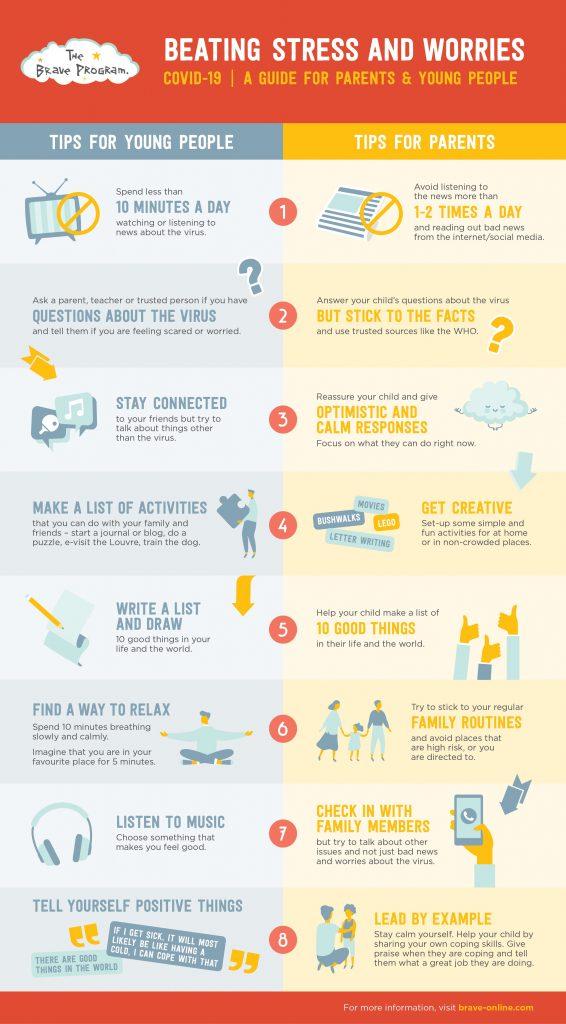 The
Brave Program.
BEATING STRESS AND WORRIES
COVID-19 | A GUIDE FOR PARENTS & YOUNG PEOPLE
TIPS FOR YOUNG PEOPLE
TIPS FOR PARENTS
Spend less than
10 MINUTES A DAY
watching or listening to
news about the virus.
1
Avoid listening to
the news more than
1-2 TIMES A DAY
and reading out bad news
from the internet/social media.
?
Ask a parent, teacher or trusted person if you have
QUESTIONS ABOUT THE VIRUS
and tell them if you are feeling scared or worried.
2
Answer your child's questions about the virus
BUT STICK TO THE FACTS
and use trusted sources like the WHO.
?
STAY CONNECTED
to your friends but try to
talk about things other
than the virus.
3
Reassure your child and give
OPTIMISTIC AND
CALM RESPONSES
Focus on what they can do right now.
MAKE A LIST OF ACTIVITIES
that you can do with your family and
friends – start a journal or blog, do a
puzzle, e-visit the Louvre, train the dog.
4
MOVIES
BUSHWALKS
LEGO
LETTER WRITING
GET CREATIVE
Set-up some simple and
fun activities for at home
or in non-crowded places.
WRITE A LIST
AND DRAW
10 good things in your
life and the world.
5
Help your child make a list of
10 GOOD THINGS
in their life and the world.
FIND A WAY TO RELAX
Spend 10 minutes breathing
slowly and calmly.
Imagine that you are in your
favourite place for 5 minutes.
6
Try to stick to your regular
FAMILY ROUTINES
and avoid places that
are high risk, or you
are directed to.
LISTEN TO MUSIC
Choose something that
makes you feel good.
7
CHECK IN WITH
FAMILY MEMBERS
but try to talk about other
issues and not just bad news
and worries about the virus.
TELL YOURSELF POSITIVE THINGS
THERE ARE GOOD
THINGS IN THE WORLD
IF I GET SICK, IT WILL MOST
LIKELY BE LIKE HAVING A
COLD, I CAN COPE WITH THAT
8
LEAD BY EXAMPLE
Stay calm yourself. Help your child by
sharing your own coping skills. Give
praise when they are coping and tell
them what a great job they are doing.
For more information, visit brave-online.com